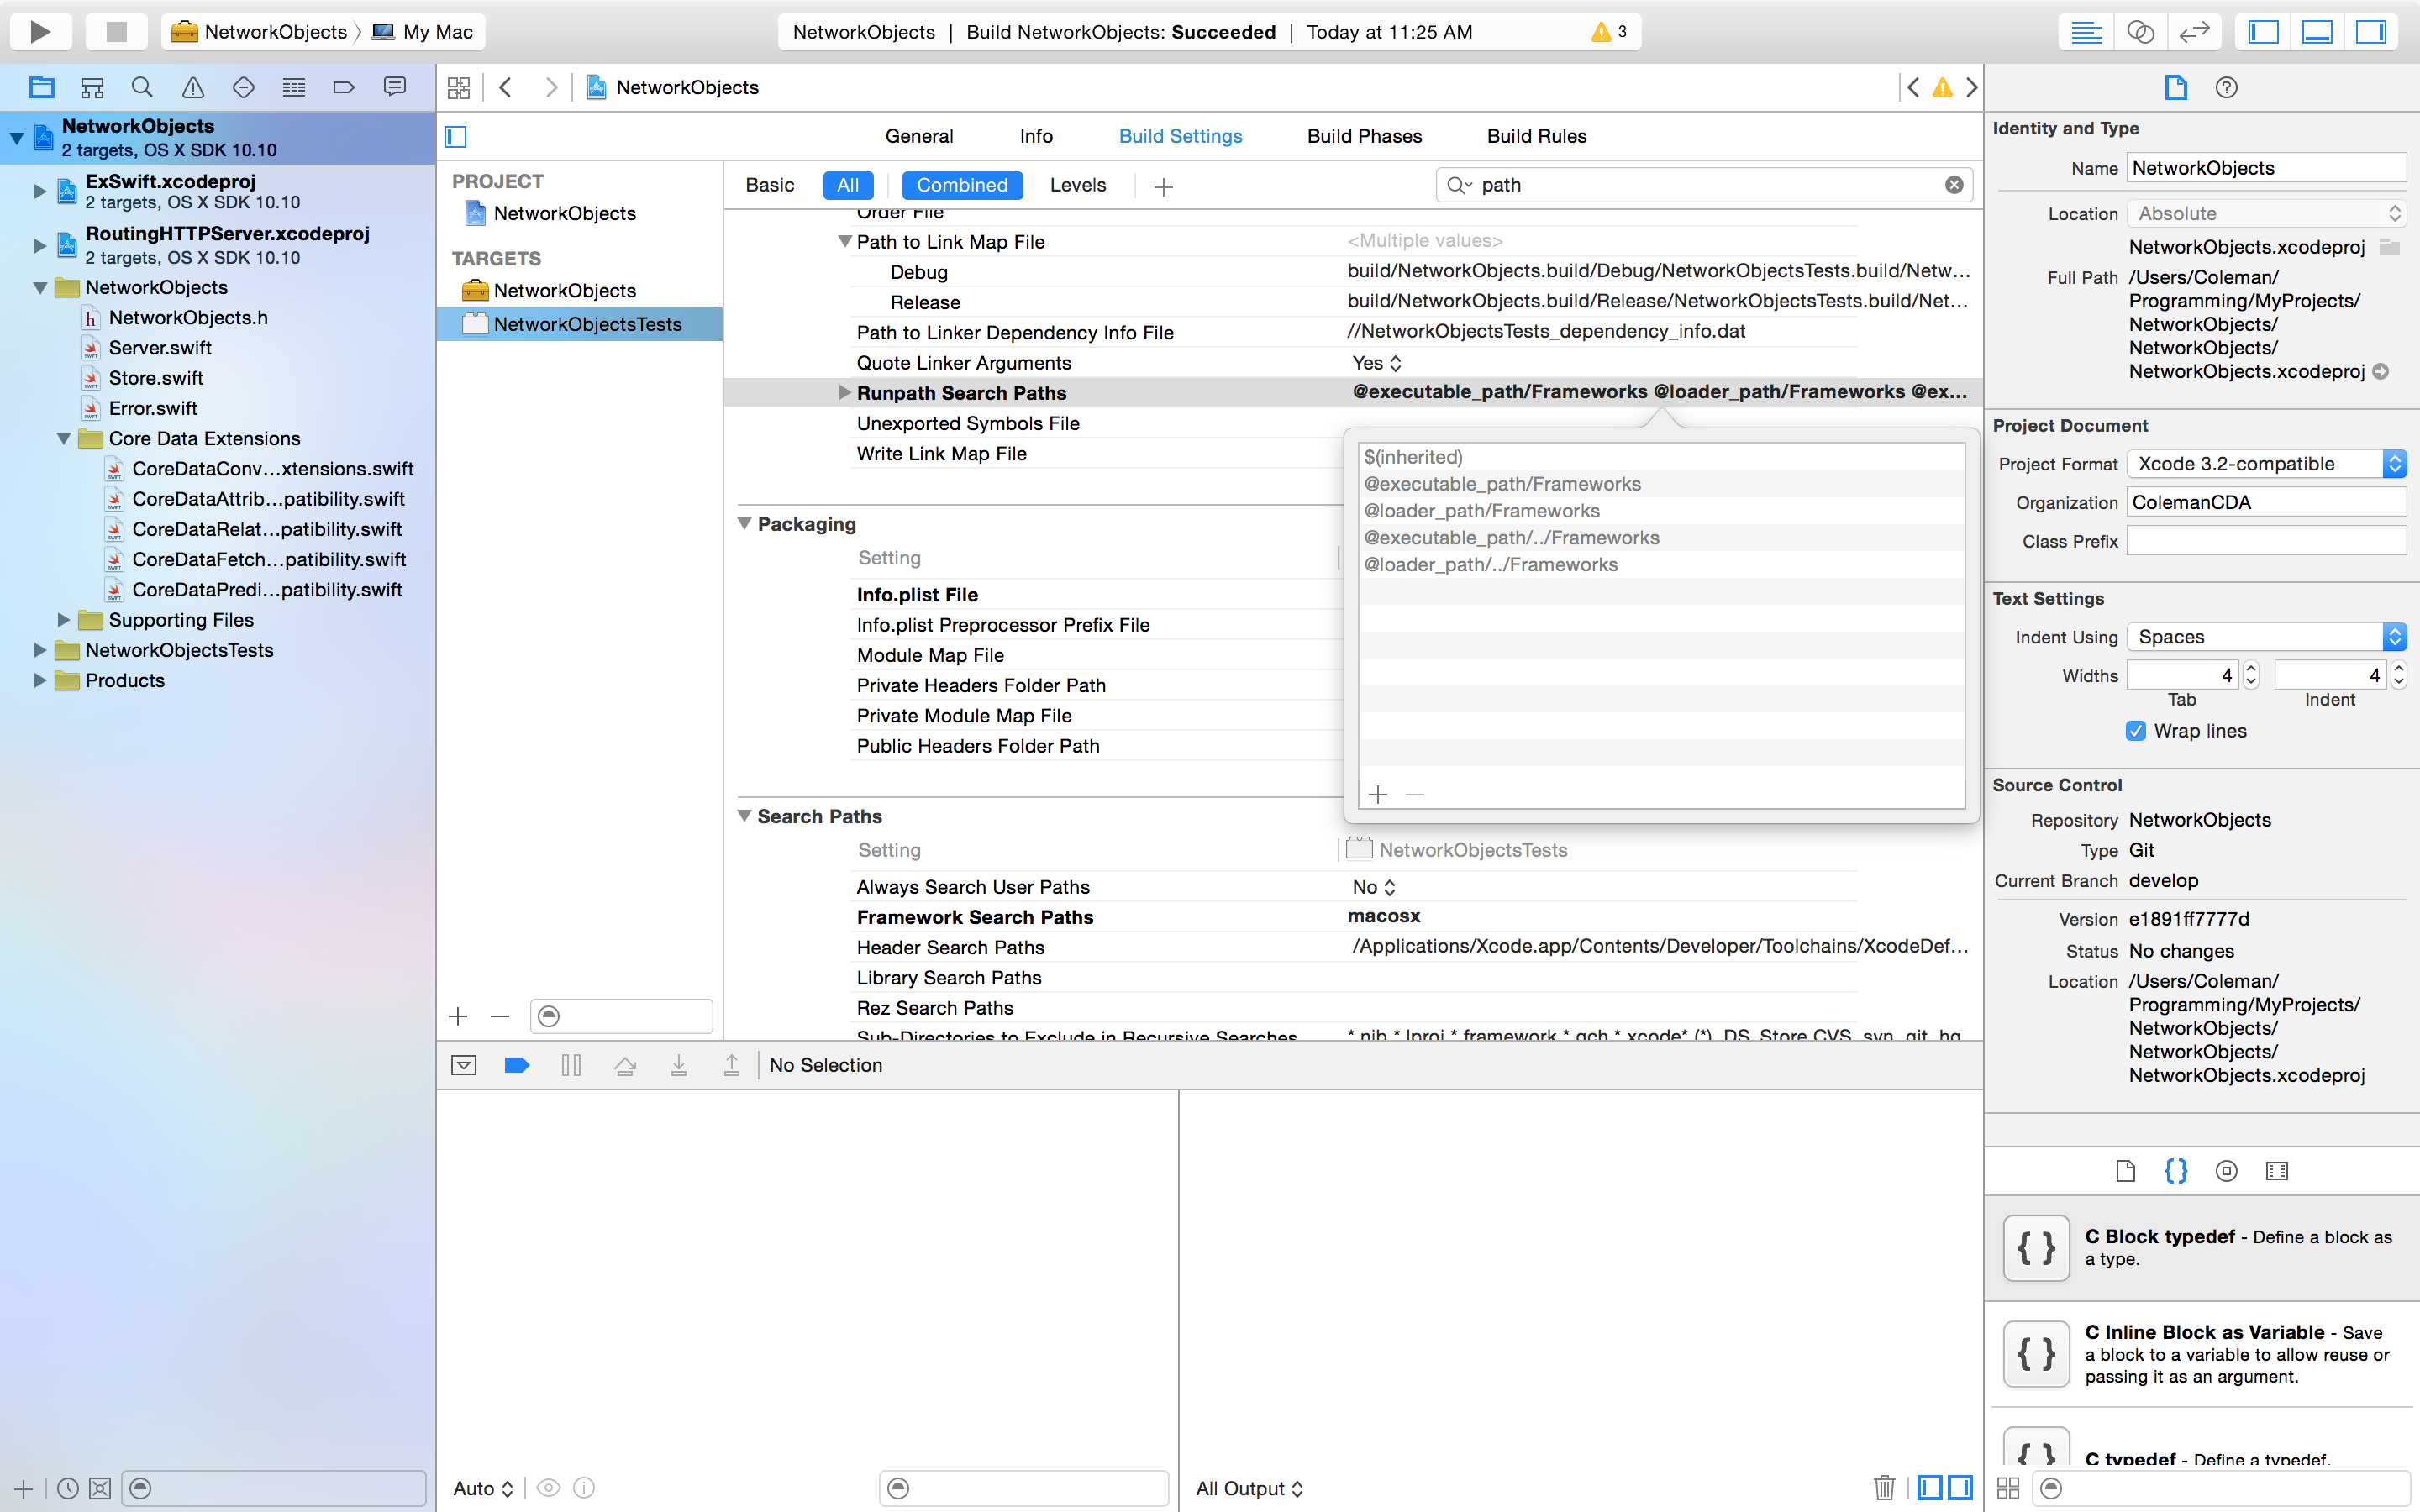 NetworkObjects
My Mac
NetworkObjects | Build NetworkObjects: Succeeded | Today at 11:25 AM
3
NetworkObjects
2 targets, OS X SDK 10.10
ExSwift.xcodeproj
2 targets, OS X SDK 10.10
RoutingHTTPServer.xcodeproj
2 targets, OS X SDK 10.10
NetworkObjects
h NetworkObjects.h
Server.swift
Store.swift
Error.swift
Core Data Extensions
CoreDataConv...xtensions.swift
CoreDataAttrib...patibility.swift
CoreDataRelat...patibility.swift
CoreDataFetch...patibility.swift
CoreDataPredi...patibility.swift
Supporting Files
NetworkObjectsTests
Products
NetworkObjects
General Info Build Settings Build Phases Build Rules
PROJECT
NetworkObjects
TARGETS
NetworkObjects
NetworkObjectsTests
Basic All Combined Levels
path
Order File
Path to Link Map File <Multiple values>
Debug build/NetworkObjects.build/Debug/NetworkObjectsTests.build/Netw...
Release build/NetworkObjects.build/Release/NetworkObjectsTests.build/Net...
Path to Linker Dependency Info File //NetworkObjectsTests_dependency_info.dat
Quote Linker Arguments Yes
Runpath Search Paths @executable_path/Frameworks @loader_path/Frameworks @ex...
Unexported Symbols File
Write Link Map File
$(inherited)
@executable_path/Frameworks
@loader_path/Frameworks
@executable_path/../Frameworks
@loader_path/../Frameworks
Packaging
Setting
Info.plist File
Info.plist Preprocessor Prefix File
Module Map File
Private Headers Folder Path
Private Module Map File
Public Headers Folder Path
Search Paths
Setting NetworkObjectsTests
Always Search User Paths No
Framework Search Paths macosx
Header Search Paths /Applications/Xcode.app/Contents/Developer/Toolchains/XcodeDef...
Library Search Paths
Rez Search Paths
Sub-Directories to Exclude in Recursive Searches *.nib *.lproj *.framework *.gch *.xcode* (*) .DS_Store CVS .svn .git .hg
No Selection
Auto
All Output
Identity and Type
Name NetworkObjects
Location Absolute
NetworkObjects.xcodeproj
Full Path /Users/Coleman/
Programming/MyProjects/
NetworkObjects/
NetworkObjects/
NetworkObjects.xcodeproj
Project Document
Project Format Xcode 3.2-compatible
Organization ColemanCDA
Class Prefix
Text Settings
Indent Using Spaces
Widths 4 4
Tab Indent
Wrap lines
Source Control
Repository NetworkObjects
Type Git
Current Branch develop
Version e1891ff7777d
Status No changes
Location /Users/Coleman/
Programming/MyProjects/
NetworkObjects/
NetworkObjects/
NetworkObjects.xcodeproj
{ } C Block typedef - Define a block as
a type.
{ } C Inline Block as Variable - Save
a block to a variable to allow reuse or
passing it as an argument.
{ } C typedef - Define a typedef.